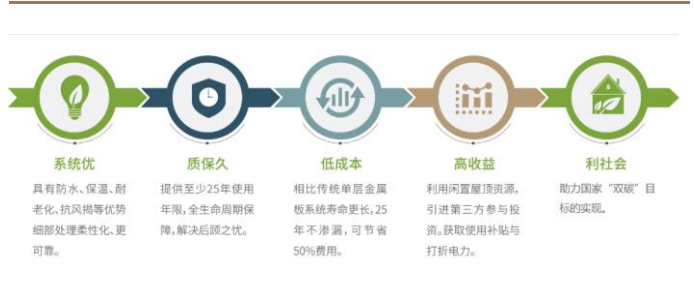 系统优
具有防水、保温、耐
老化、抗风揭等优势
细部处理柔性化、更
可靠。
质保久
提供至少25年使用
年限,全生命周期保
障,解决后顾之忧。
低成本
相比传统单层金属
板系统寿命更长,25
年不渗漏,可节省
50%费用。
高收益
利用闲置屋顶资源,
引进第三方参与投
资。获取使用补贴与
打折电力。
利社会
助力国家“双碳”目
标的实现。